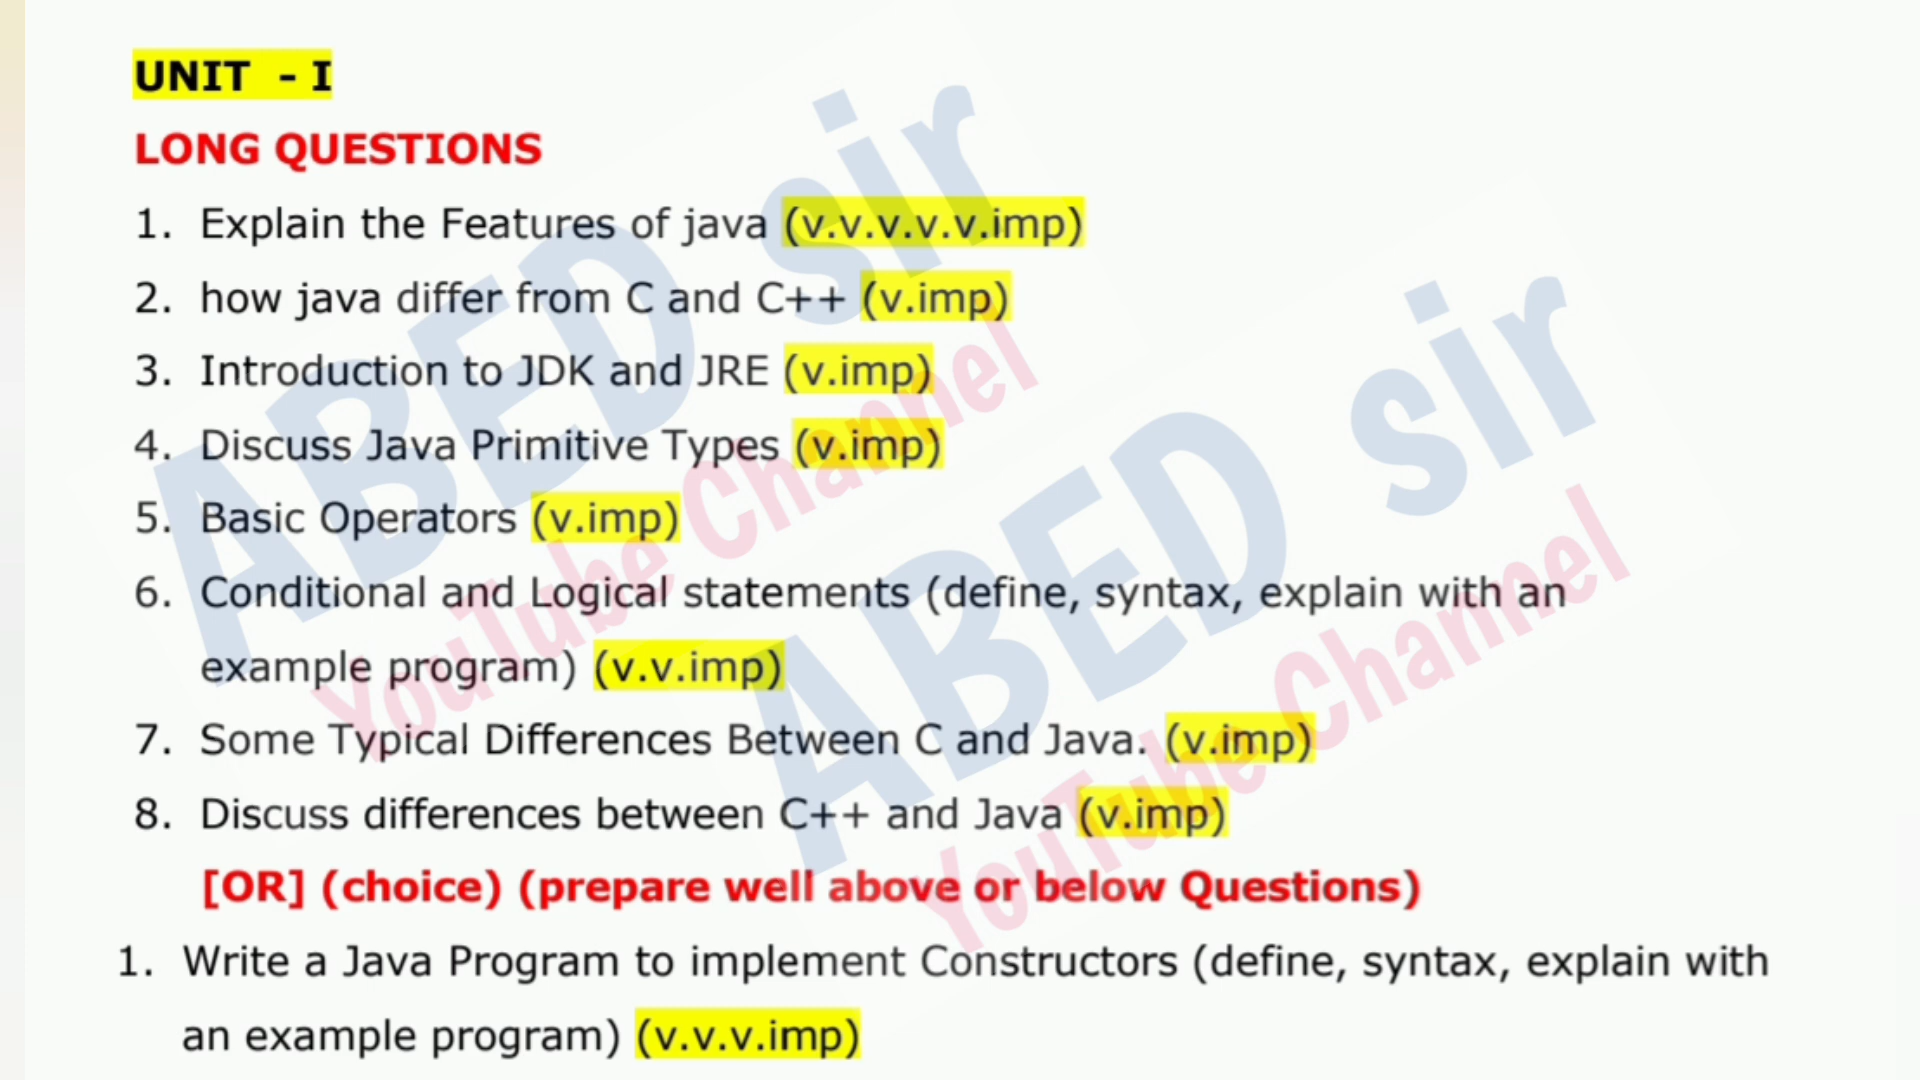 UNIT - I
LONG QUESTIONS
1. Explain the Features of java (v.v.v.v.v.imp)
2. how java differ from C and C++ (v.imp)
3. Introduction to JDK and JRE (v.imp)
4. Discuss Java Primitive Types (v.imp)
5. Basic Operators (v.imp)
6. Conditional and Logical statements (define, syntax, explain with an
example program) (v.v.imp)
7. Some Typical Differences Between C and Java. (v.imp)
8. Discuss differences between C++ and Java (v.imp)
[OR] (choice) (prepare well above or below Questions)
1. Write a Java Program to implement Constructors (define, syntax, explain with
an example program) (v.v.v.imp)
ABED sir
YouTube Channel
ABED sir
YouTube Channel